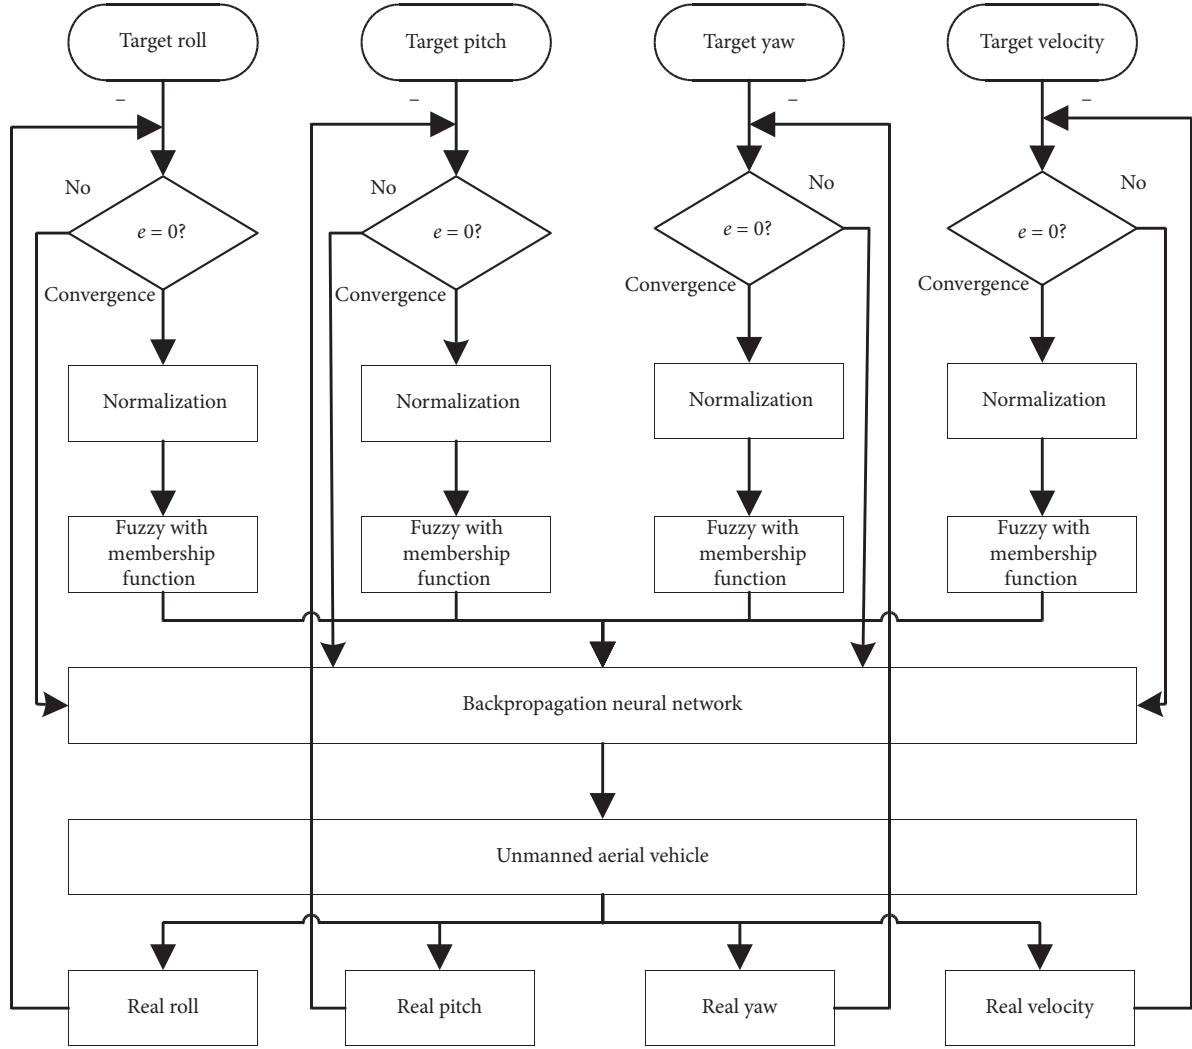 Target roll
Target pitch
Target yaw
Target velocity
–
–
–
–
No
No
No
No
e = 0?
e = 0?
e = 0?
e = 0?
Convergence
Convergence
Convergence
Convergence
Normalization
Normalization
Normalization
Normalization
Fuzzy with
membership
function
Fuzzy with
membership
function
Fuzzy with
membership
function
Fuzzy with
membership
function
Backpropagation neural network
Unmanned aerial vehicle
Real roll
Real pitch
Real yaw
Real velocity